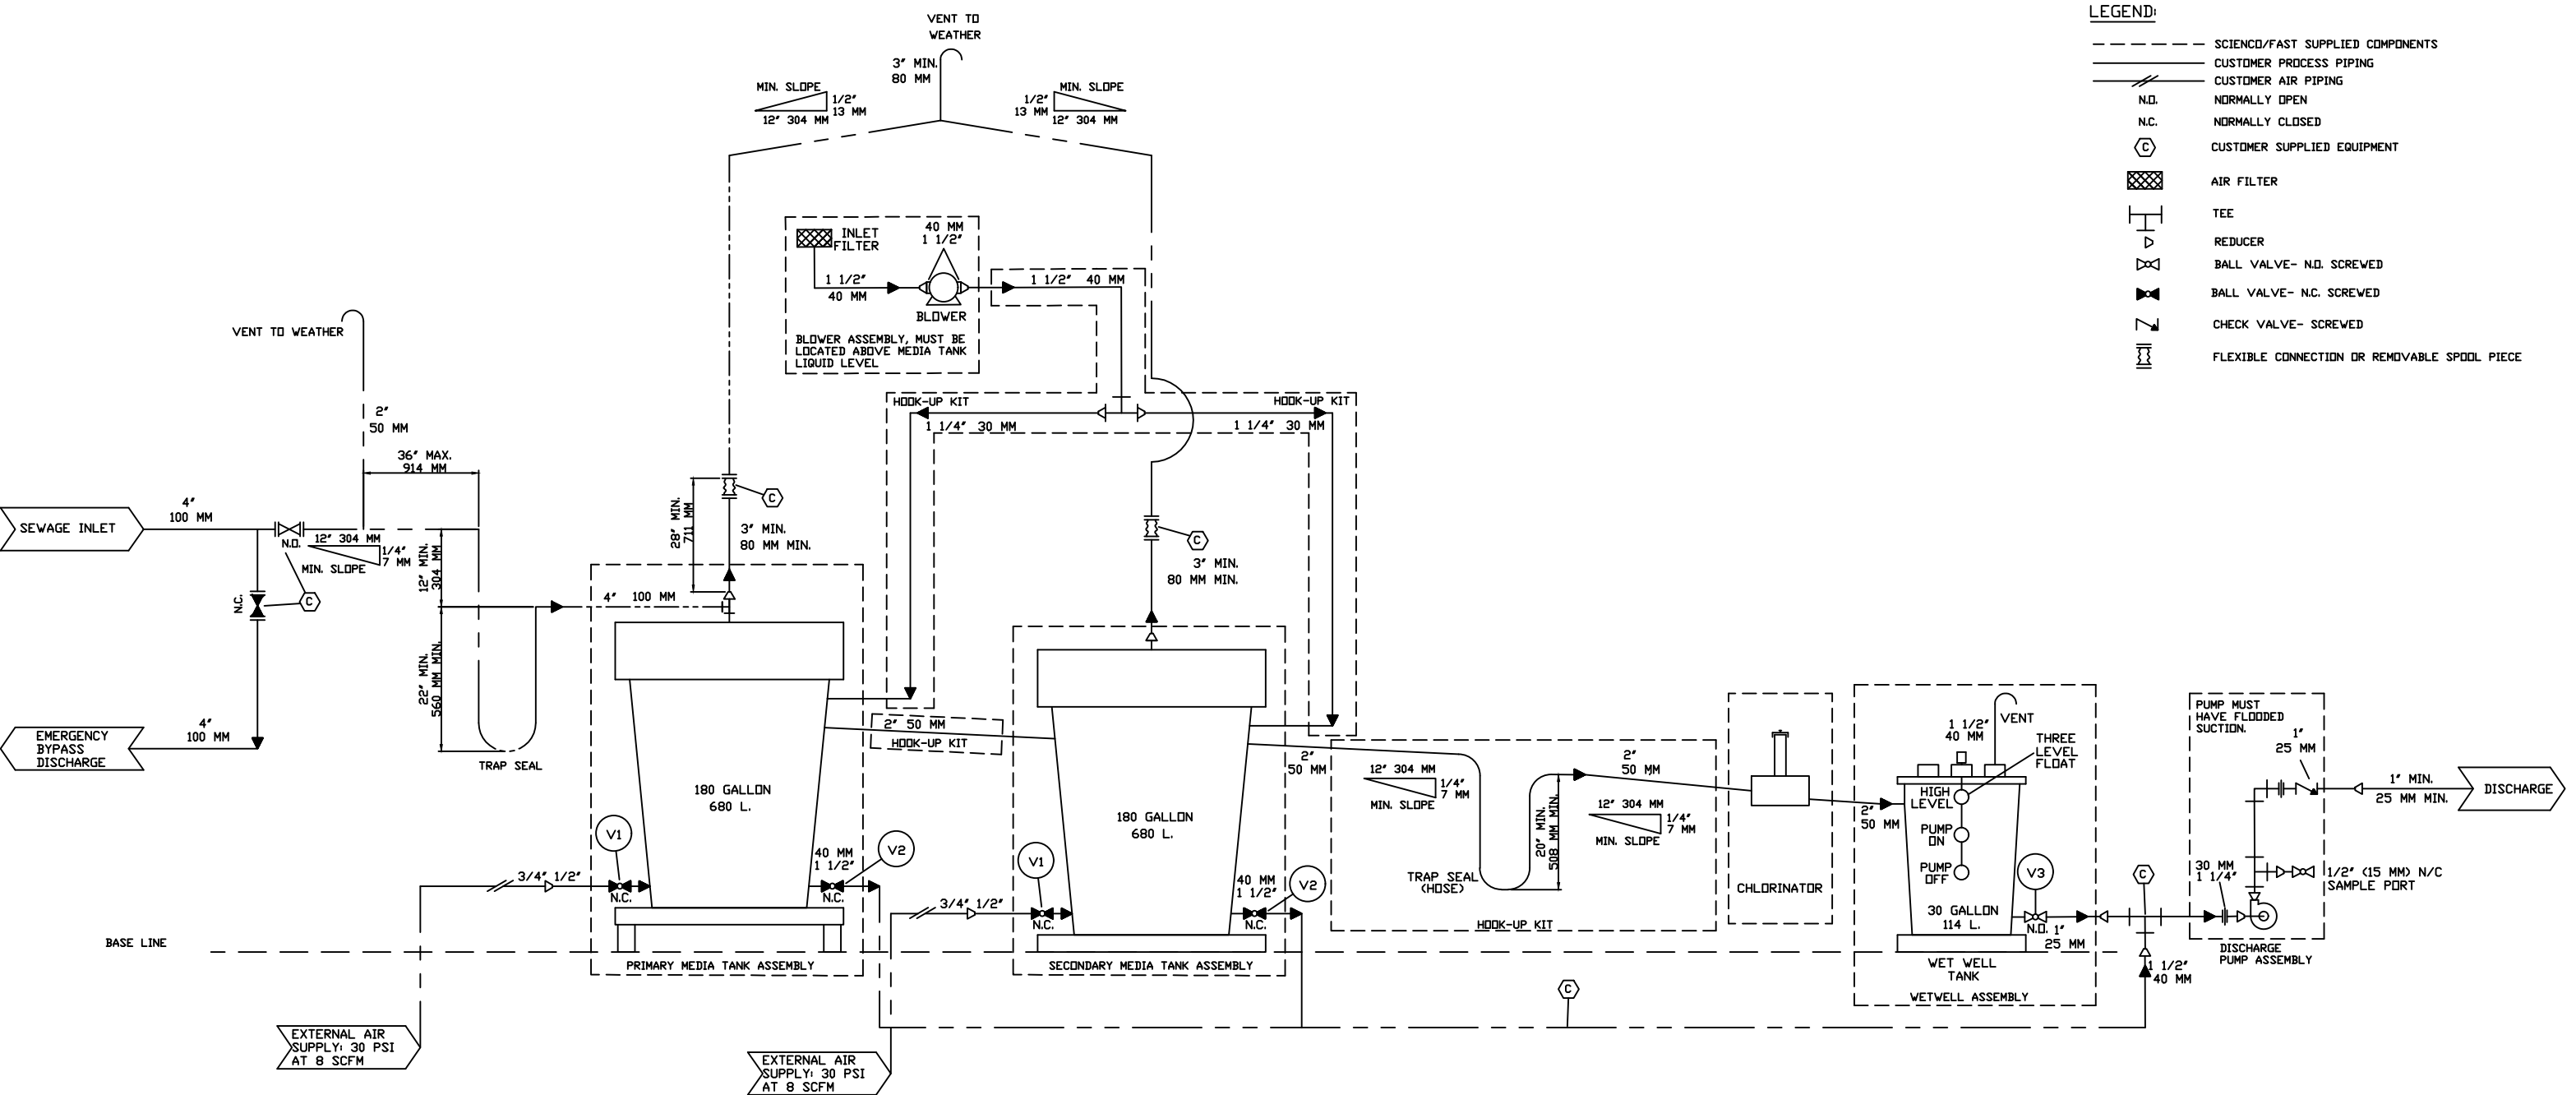 LEGEND:
SCIENCO/FAST SUPPLIED COMPONENTS
CUSTOMER PROCESS PIPING
CUSTOMER AIR PIPING
N.O. NORMALLY OPEN
N.C. NORMALLY CLOSED
C CUSTOMER SUPPLIED EQUIPMENT
AIR FILTER
TEE
REDUCER
BALL VALVE- N.O. SCREWED
BALL VALVE- N.C. SCREWED
CHECK VALVE- SCREWED
FLEXIBLE CONNECTION OR REMOVABLE SPOOL PIECE
VENT TO
WEATHER
3" MIN.
80 MM
MIN. SLOPE
1/2"
13 MM
12" 304 MM
MIN. SLOPE
1/2"
13 MM
12" 304 MM
INLET
FILTER
40 MM
1 1/2"
1 1/2"
40 MM
BLOWER
BLOWER ASSEMBLY, MUST BE
LOCATED ABOVE MEDIA TANK
LIQUID LEVEL
1 1/2" 40 MM
HOOK-UP KIT
HOOK-UP KIT
1 1/4" 30 MM
1 1/4" 30 MM
VENT TO WEATHER
2"
50 MM
36" MAX.
914 MM
SEWAGE INLET
4"
100 MM
N.O.
12" 304 MM
1/4"
7 MM
MIN. SLOPE
N.C.
C
12" MIN.
304 MM
22" MIN.
560 MM MIN.
TRAP SEAL
EMERGENCY
BYPASS
DISCHARGE
4"
100 MM
28" MIN.
711 MM
C
3" MIN.
80 MM MIN.
4" 100 MM
C
3" MIN.
80 MM MIN.
2" 50 MM
HOOK-UP KIT
180 GALLON
680 L.
V1
3/4" 1/2"
N.C.
40 MM
1 1/2"
V2
N.C.
PRIMARY MEDIA TANK ASSEMBLY
180 GALLON
680 L.
V1
3/4" 1/2"
N.C.
40 MM
1 1/2"
V2
N.C.
SECONDARY MEDIA TANK ASSEMBLY
BASE LINE
EXTERNAL AIR
SUPPLY: 30 PSI
AT 8 SCFM
EXTERNAL AIR
SUPPLY: 30 PSI
AT 8 SCFM
2"
50 MM
12" 304 MM
1/4"
7 MM
MIN. SLOPE
TRAP SEAL
(HOSE)
20" MIN.
508 MM MIN.
2"
50 MM
12" 304 MM
1/4"
7 MM
MIN. SLOPE
HOOK-UP KIT
CHLORINATOR
2"
50 MM
1 1/2"
40 MM
VENT
THREE
LEVEL
FLOAT
HIGH
LEVEL
PUMP
ON
PUMP
OFF
30 GALLON
114 L.
V3
N.O.
1"
25 MM
WET WELL
TANK
WETWELL ASSEMBLY
C
C
1 1/2"
40 MM
PUMP MUST
HAVE FLOODED
SUCTION.
1"
25 MM
30 MM
1 1/4"
1/2" (15 MM) N/C
SAMPLE PORT
DISCHARGE
PUMP ASSEMBLY
1" MIN.
25 MM MIN.
DISCHARGE